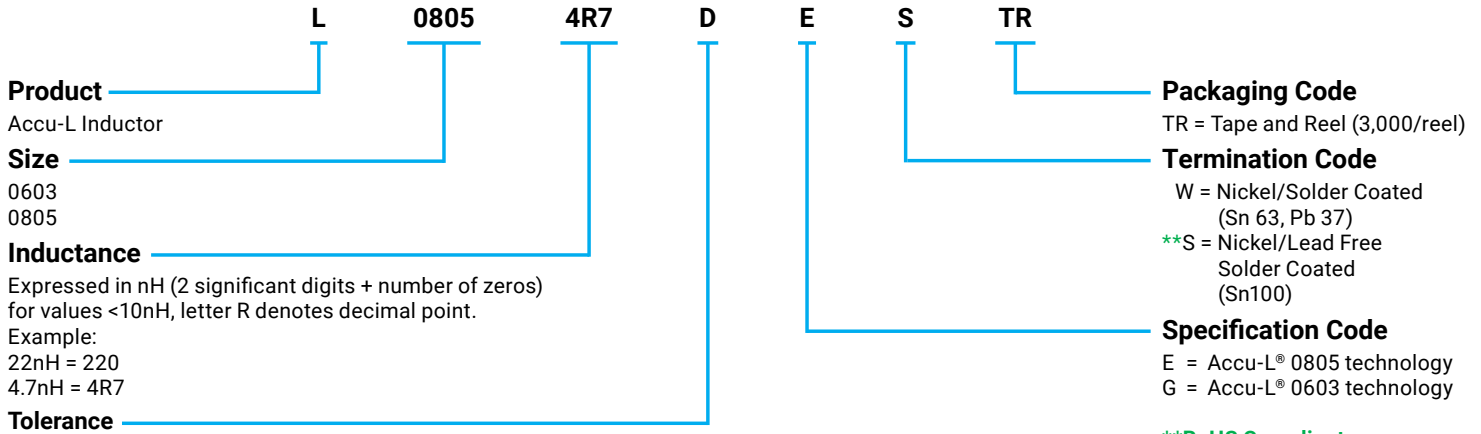 L 0805 4R7 D E S TR
Product
Accu-L Inductor
Size
0603
0805
Inductance
Expressed in nH (2 significant digits + number of zeros)
for values <10nH, letter R denotes decimal point.
Example:
22nH = 220
4.7nH = 4R7
Tolerance
Packaging Code
TR = Tape and Reel (3,000/reel)
Termination Code
W = Nickel/Solder Coated
(Sn 63, Pb 37)
**S = Nickel/Lead Free
Solder Coated
(Sn100)
Specification Code
E = Accu-L® 0805 technology
G = Accu-L® 0603 technology